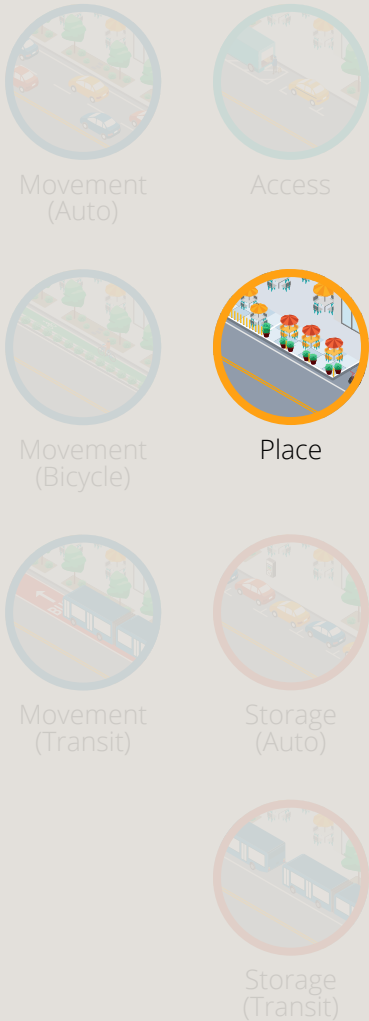 Movement
(Auto)
Access
Movement
(Bicycle)
Place
Movement
(Transit)
Storage
(Auto)
Storage
(Transit)